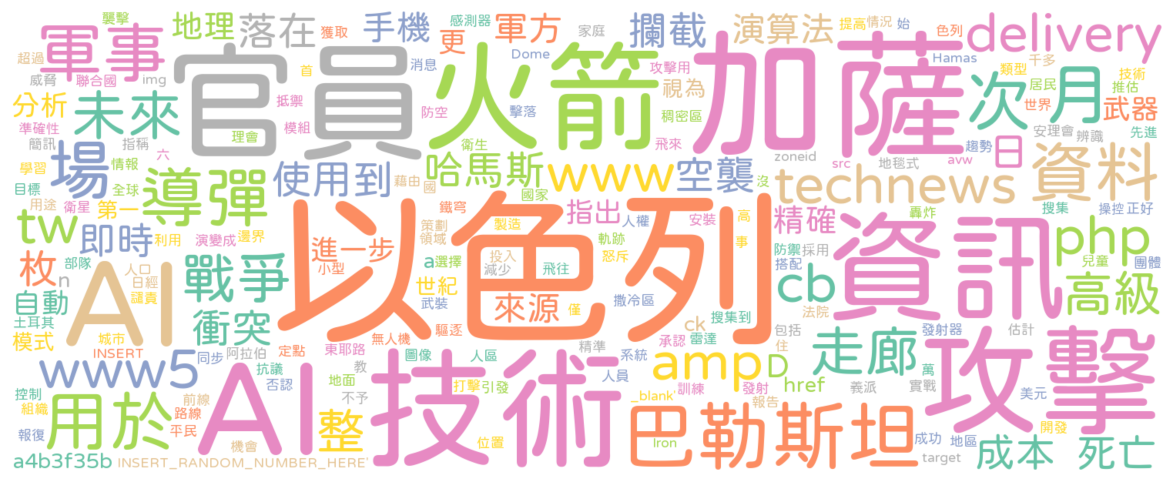 襲擊 地理 落在 獲取 手機 感測器 更 軍方 家庭 攔截 演算法 提高 情況 始 色列 delivery
超過 軍事 官員 火箭 Dome 消息 攻擊用 加薩 Hamas 千多 類型 技術
威脅 聯合國 img 首 抵禦 視為 次月 居民 推估
分析 未來 理會 模組 防空 擊落 稠密區 世界 武器
準確性 簡訊 指稱 衛生 飛來 安理會 辨識 先進
學習 場 情報 六 使用到 哈馬斯 www 空襲 zoneid src 地毯式 avw 趨勢 日 資料
目標 全球 導彈 藉由 國 國家 沒 technews
用途 衛星 第一 鐵穹 策劃 製造 指出 人權 安裝 高 精確 轟炸 搜集 操控 正好
tw 即時 利用 演變成 邊界 進一步 領域 以色列 軌跡 事 防禦 採用 資訊 php 兒童 團體
部隊 AI 戰爭 小型 a 選擇 投入 減少 飛往 怒斥 搭配
枚 n 人口 日經 譴責 世紀 來源 僅 撒冷區 搜集到 cb 高級
自動 衝突 武裝 ck 法院 發射器 估計
土耳其 模式 城市 無人機 驅逐 承認 雷達 包括
INSERT 同步 阿拉伯 定點 東耶路 圖像 人區 精準 系統 住 走廊 攻擊
www5 否認 抗議 教 amp D 萬 美元
控制 AI 地面 技術 打擊 引發 人員 訓練 發射 href 義派 實戰
組織 用於 前線 不予 整 _blank 報告 開發
報復 路線 平民 機會 位置 Iron 巴勒斯坦 成功 地區 成本 死亡
a4b3f35b INSERT_RANDOM_NUMBER_HERE' target